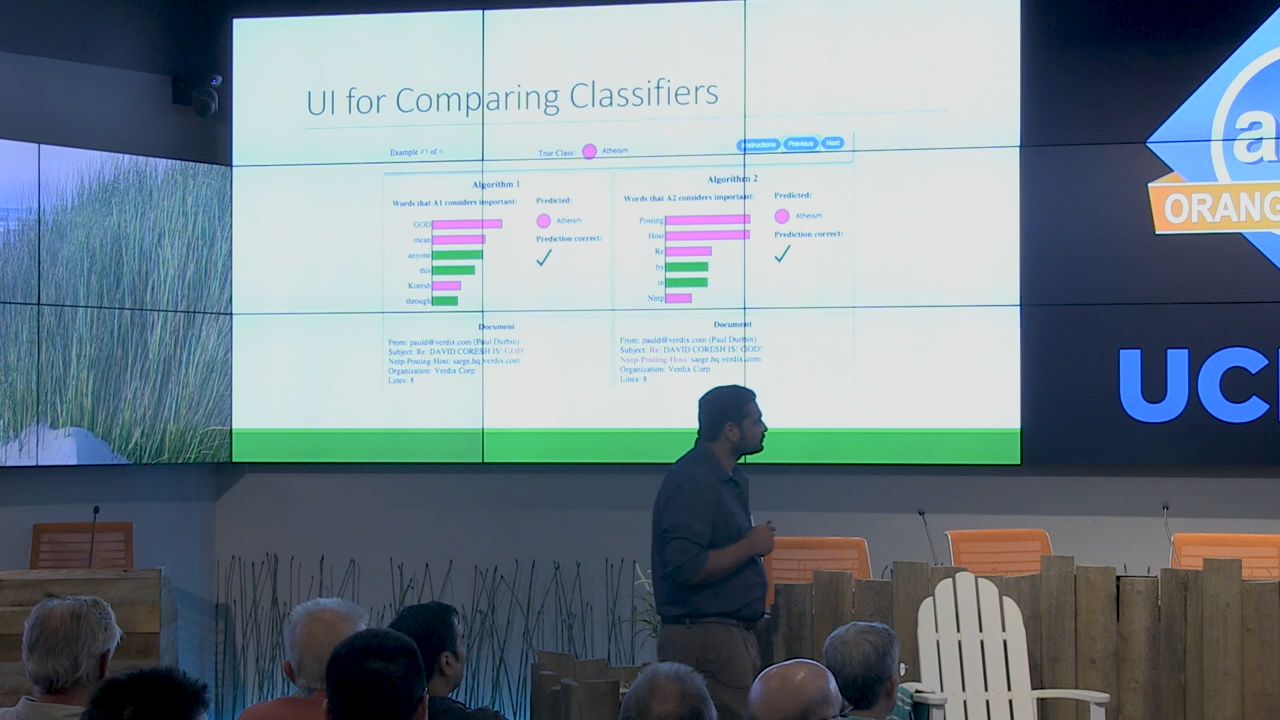 UI for Comparing Classifiers
Example #3 of 6
True Class: Atheism
Instructions Previous Next
Algorithm 1
Words that A1 considers important:
Predicted:
GOD
mean
anyone
this
Koresh
through
Atheism
Prediction correct:
Document
From: pauld@verdix.com (Paul Durbin)
Subject: Re: DAVID CORESH IS! GOD!
Nntp-Posting-Host: sarge.hq.verdix.com
Organization: Verdix Corp
Lines: 8
Algorithm 2
Words that A2 considers important:
Predicted:
Posting
Host
Re
by
in
Nntp
Atheism
Prediction correct:
Document
From: pauld@verdix.com (Paul Durbin)
Subject: Re: DAVID CORESH IS! GOD!
Nntp-Posting-Host: sarge.hq.verdix.com
Organization: Verdix Corp
Lines: 8
a
ORANG
UC